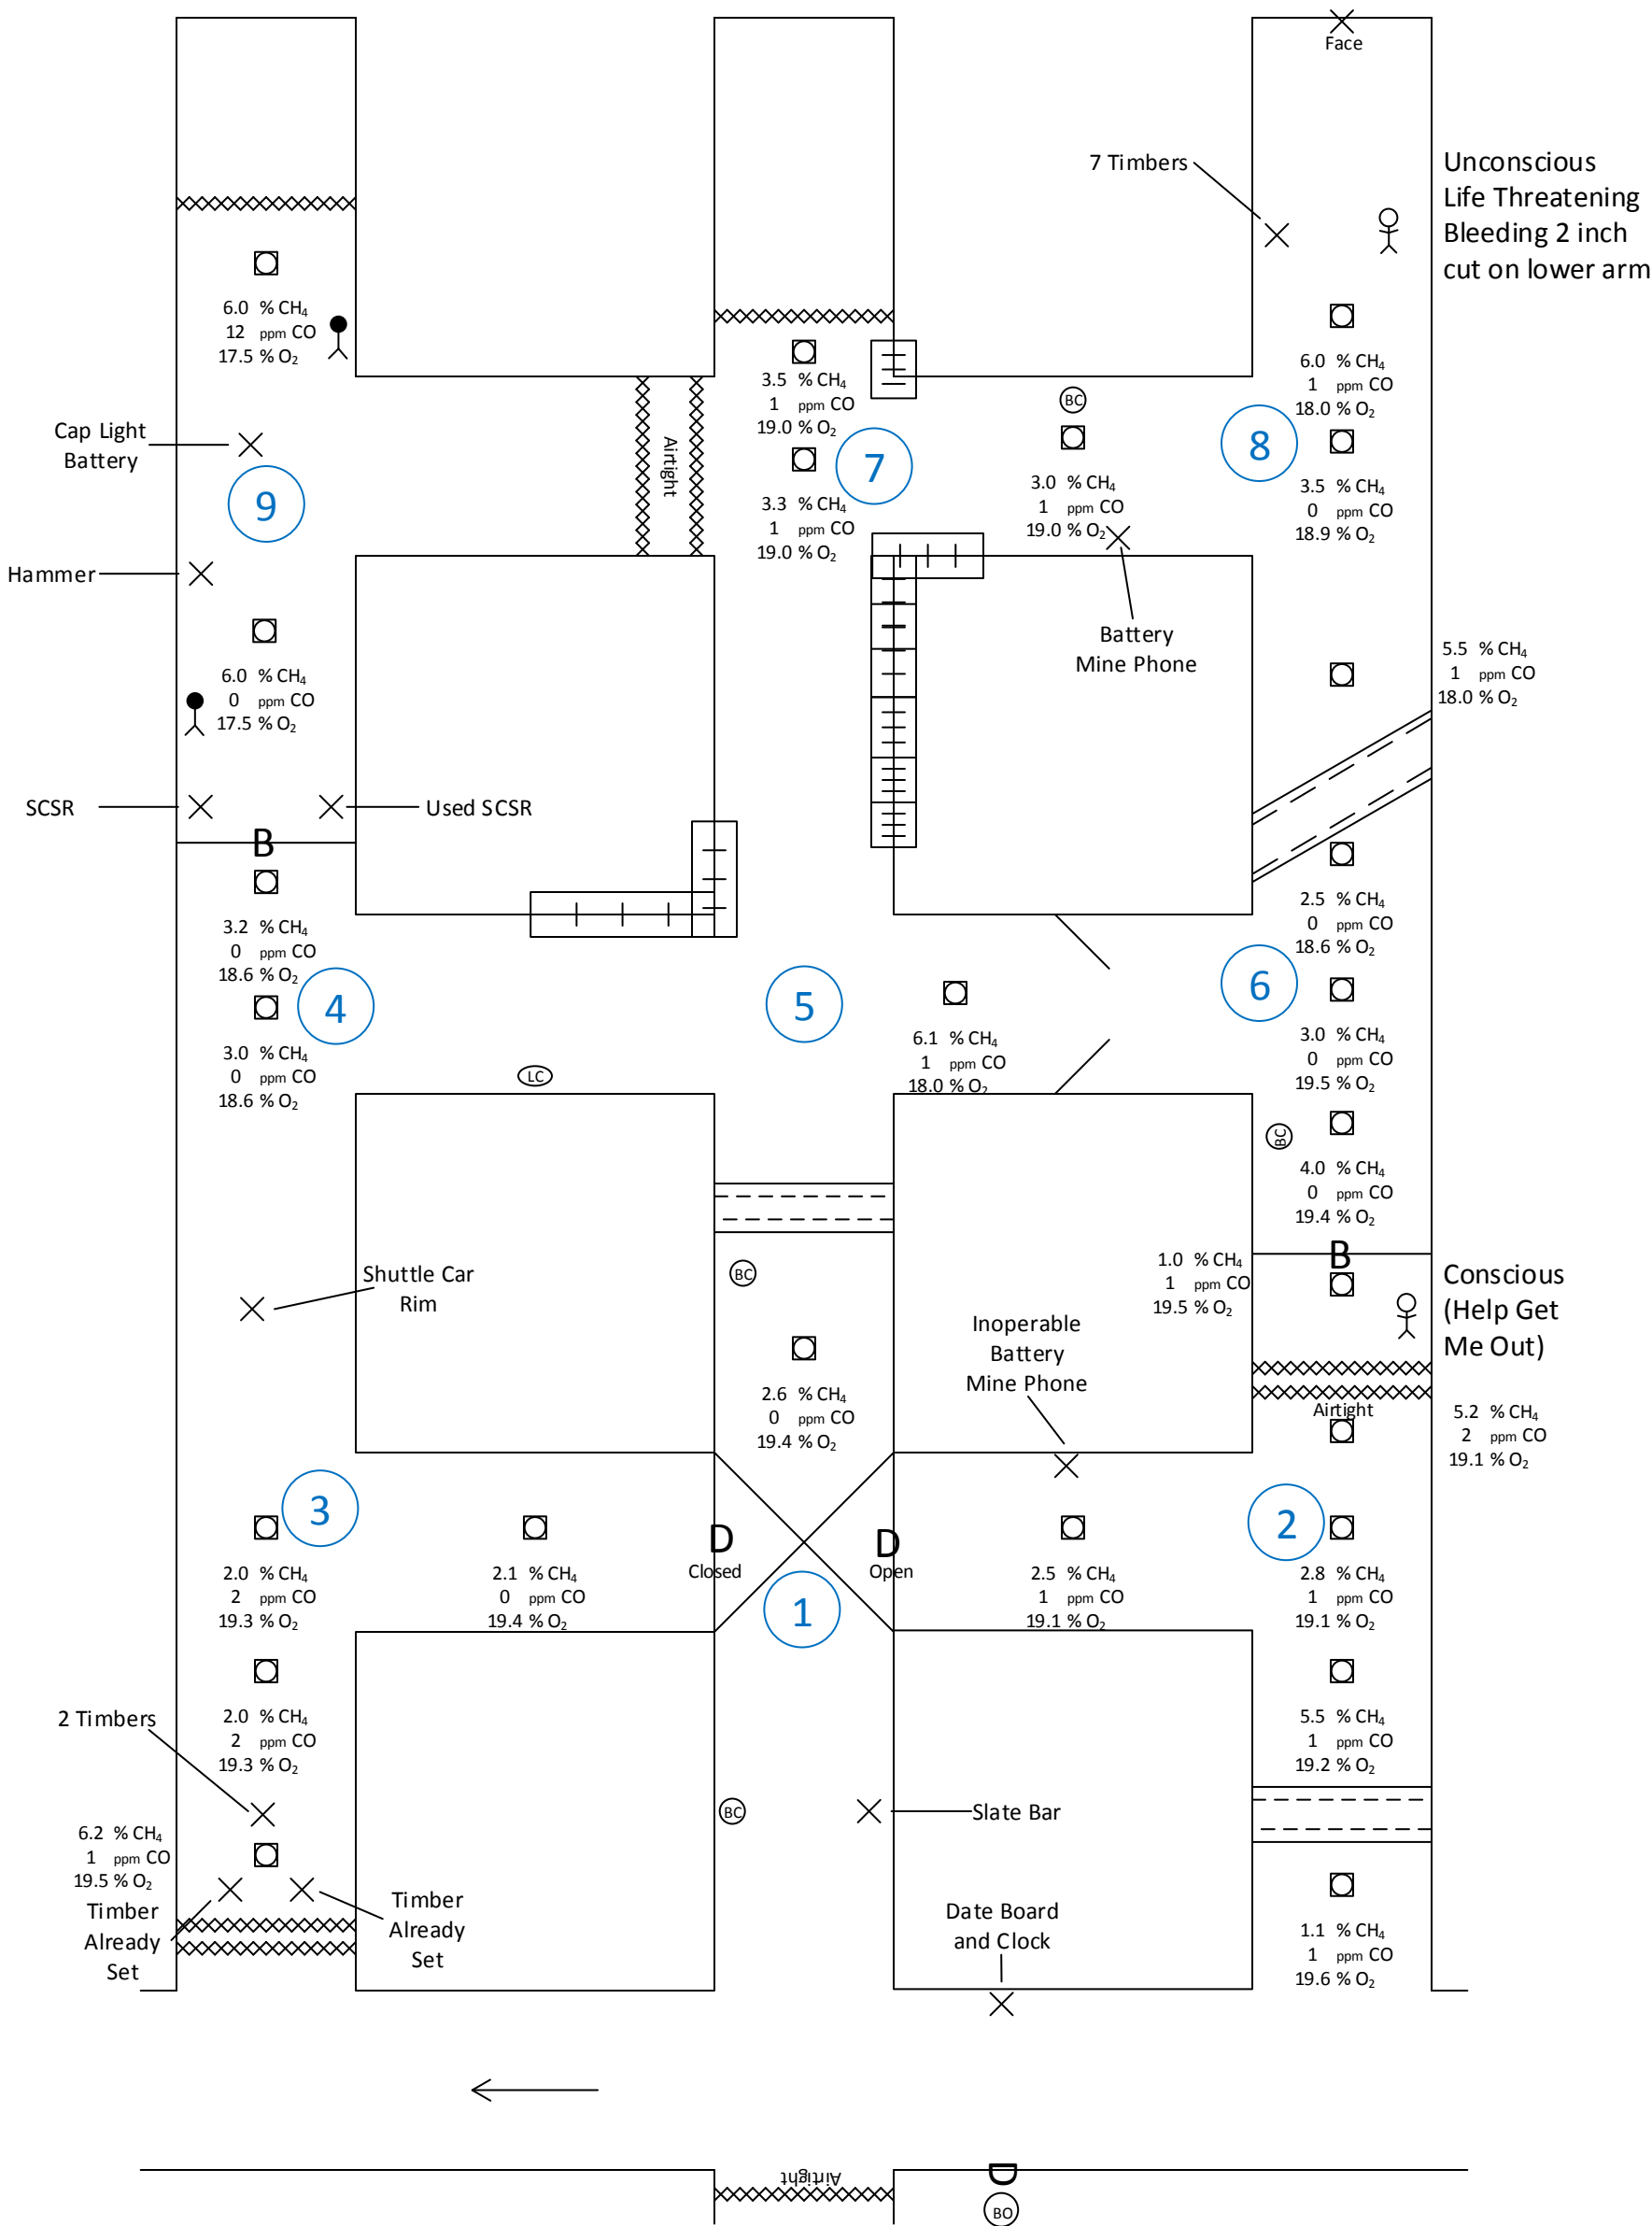 Face
7 Timbers
Unconscious
Life Threatening
Bleeding 2 inch
cut on lower arm
6.0 % CH₄
12 ppm CO
17.5 % O₂
3.5 % CH₄
1 ppm CO
19.0 % O₂
6.0 % CH₄
1 ppm CO
18.0 % O₂
BC
Cap Light
Battery
Airtight
7
8
9
3.3 % CH₄
1 ppm CO
19.0 % O₂
3.0 % CH₄
1 ppm CO
19.0 % O₂
3.5 % CH₄
0 ppm CO
18.9 % O₂
Hammer
Battery
Mine Phone
6.0 % CH₄
0 ppm CO
17.5 % O₂
5.5 % CH₄
1 ppm CO
18.0 % O₂
SCSR
Used SCSR
B
3.2 % CH₄
0 ppm CO
18.6 % O₂
2.5 % CH₄
0 ppm CO
18.6 % O₂
4
5
6
3.0 % CH₄
0 ppm CO
18.6 % O₂
LC
6.1 % CH₄
1 ppm CO
18.0 % O₂
3.0 % CH₄
0 ppm CO
19.5 % O₂
BC
4.0 % CH₄
0 ppm CO
19.4 % O₂
Shuttle Car
Rim
BC
1.0 % CH₄
1 ppm CO
19.5 % O₂
B
Conscious
(Help Get
Me Out)
Inoperable
Battery
Mine Phone
2.6 % CH₄
0 ppm CO
19.4 % O₂
Airtight
5.2 % CH₄
2 ppm CO
19.1 % O₂
3
2
D
Closed
D
Open
1
2.0 % CH₄
2 ppm CO
19.3 % O₂
2.1 % CH₄
0 ppm CO
19.4 % O₂
2.5 % CH₄
1 ppm CO
19.1 % O₂
2.8 % CH₄
1 ppm CO
19.1 % O₂
2 Timbers
2.0 % CH₄
2 ppm CO
19.3 % O₂
5.5 % CH₄
1 ppm CO
19.2 % O₂
BC
Slate Bar
6.2 % CH₄
1 ppm CO
19.5 % O₂
Timber
Already
Set
Timber
Already
Set
Date Board
and Clock
1.1 % CH₄
1 ppm CO
19.6 % O₂
Airtight
D
BO